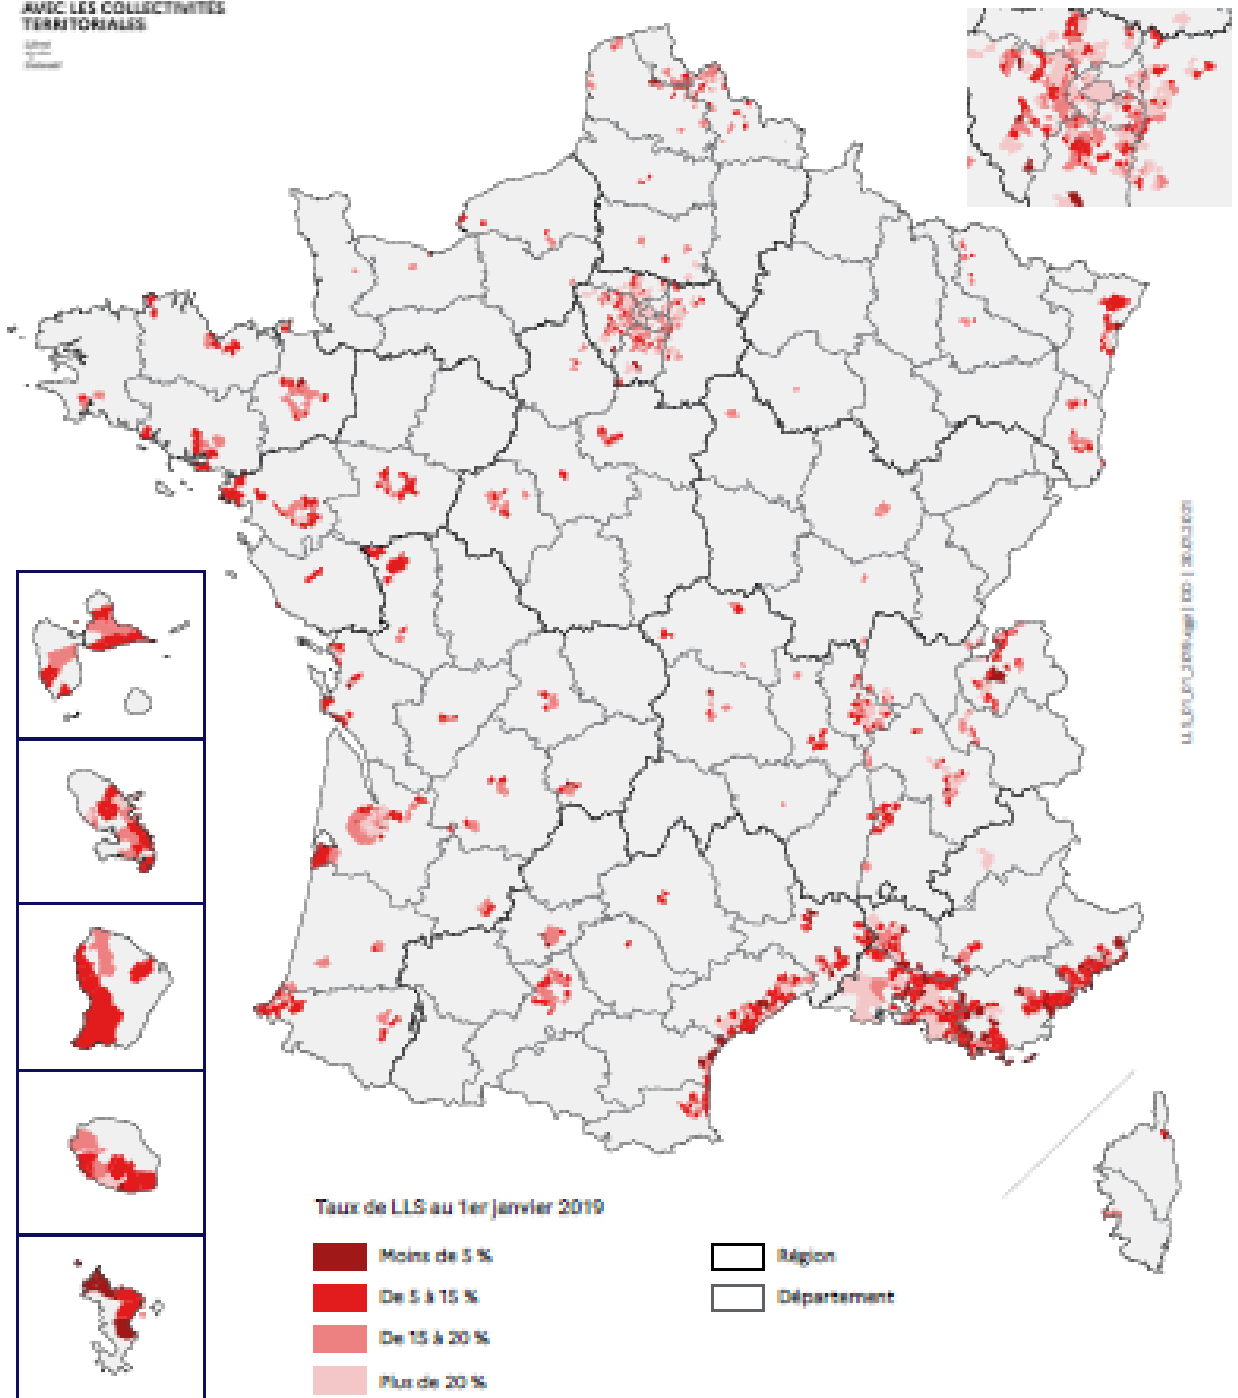 AVEC LES COLLECTIVITÉS
TERRITORIALES
Taux de LLS au 1er janvier 2019
Moins de 5 %
De 5 à 15 %
De 15 à 20 %
Plus de 20 %
Région
Département